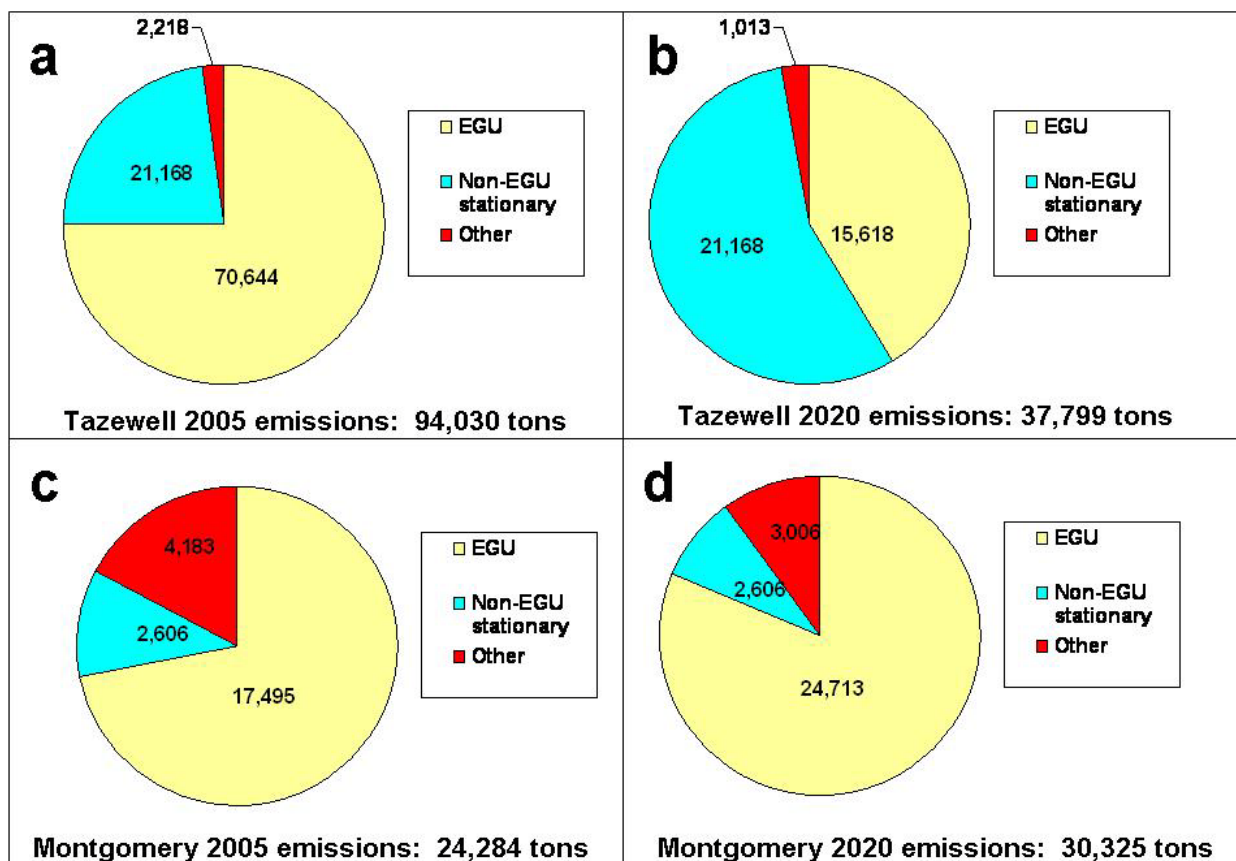 a
2,218
21,168
70,644
EGU
Non-EGU
stationary
Other
Tazewell 2005 emissions:  94,030 tons
b
1,013
21,168
15,618
EGU
Non-EGU
stationary
Other
Tazewell 2020 emissions: 37,799 tons
c
4,183
2,606
17,495
EGU
Non-EGU
stationary
Other
Montgomery 2005 emissions:  24,284 tons
d
3,006
2,606
24,713
EGU
Non-EGU
stationary
Other
Montgomery 2020 emissions:  30,325 tons